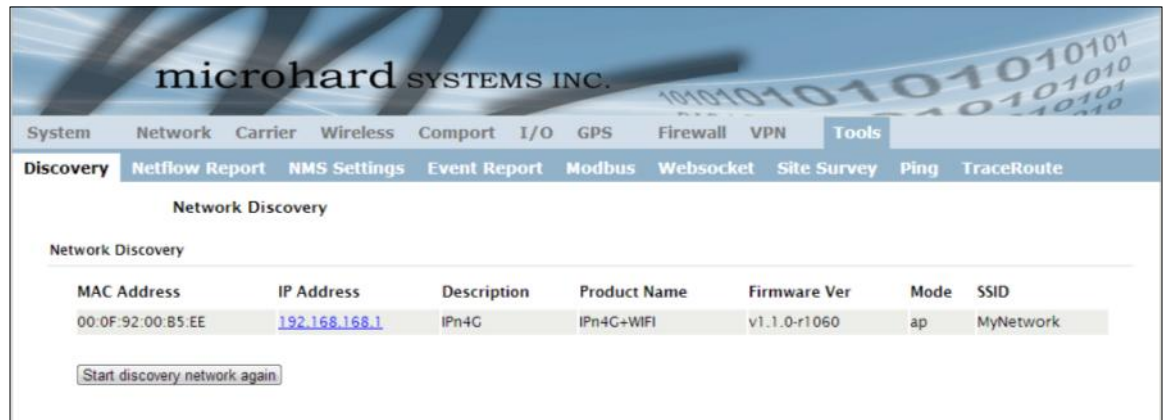 microhard SYSTEMS INC.
System Network Carrier Wireless Comport I/O GPS Firewall VPN Tools
Discovery Netflow Report NMS Settings Event Report Modbus Websocket Site Survey Ping TraceRoute
Network Discovery
Network Discovery
MAC Address IP Address Description Product Name Firmware Ver Mode SSID
00:0F:92:00:B5:EE 192.168.168.1 IPn4G IPn4G+WIFI v1.1.0-r1060 ap MyNetwork
Start discovery network again